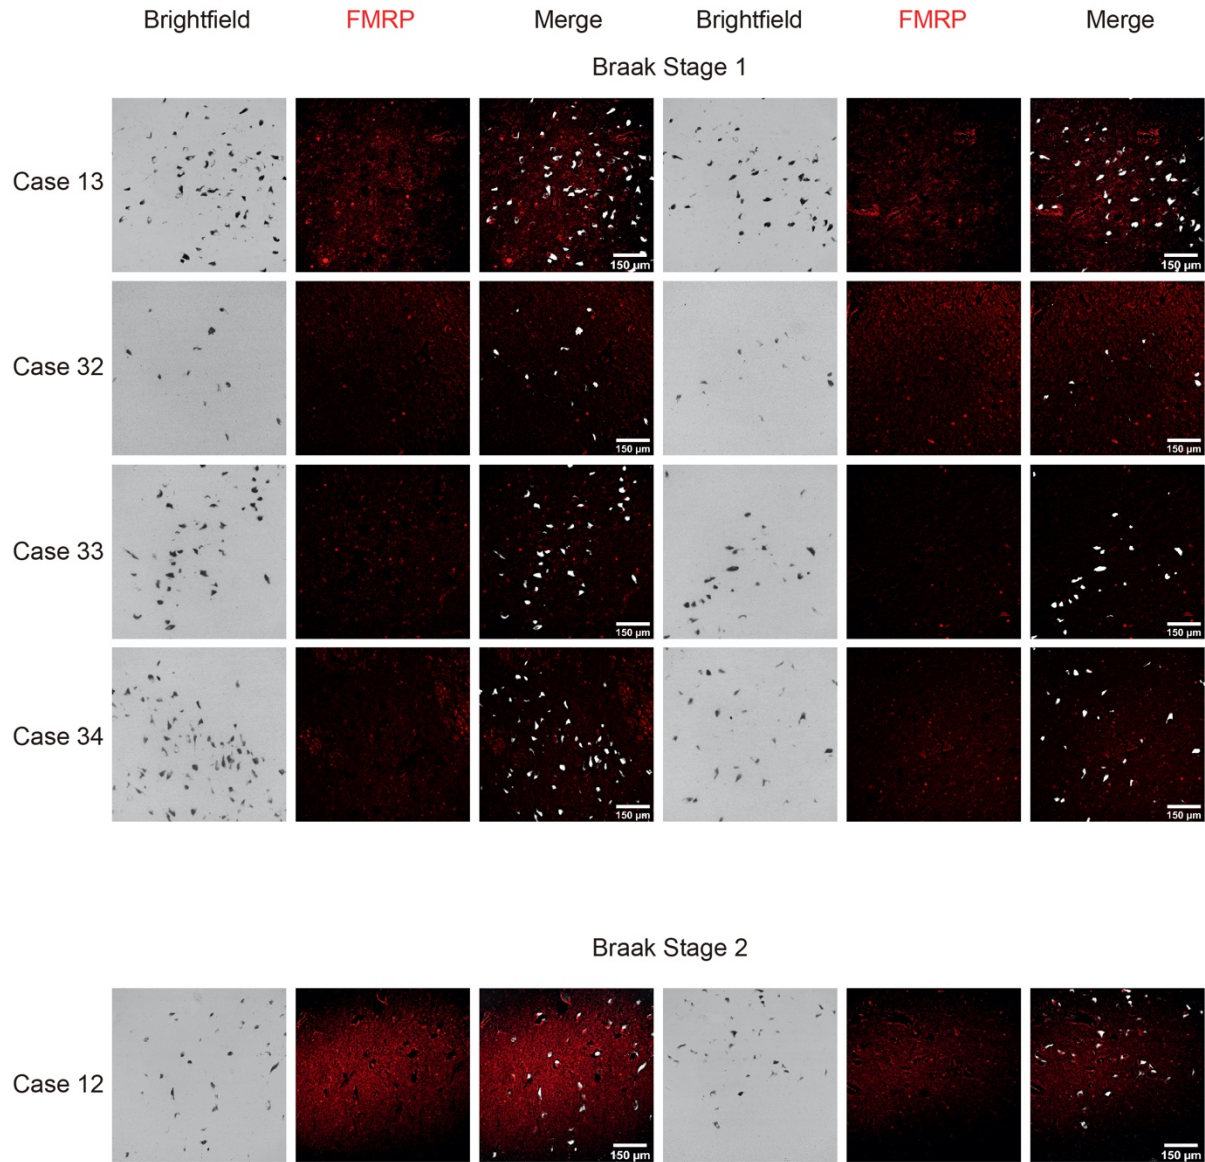 Brightfield FMRP Merge Brightfield FMRP Merge
Braak Stage 1
Case 13
150 µm 150 µm
Case 32
150 µm 150 µm
Case 33
150 µm 150 µm
Case 34
150 µm 150 µm
Braak Stage 2
Case 12
150 µm 150 µm